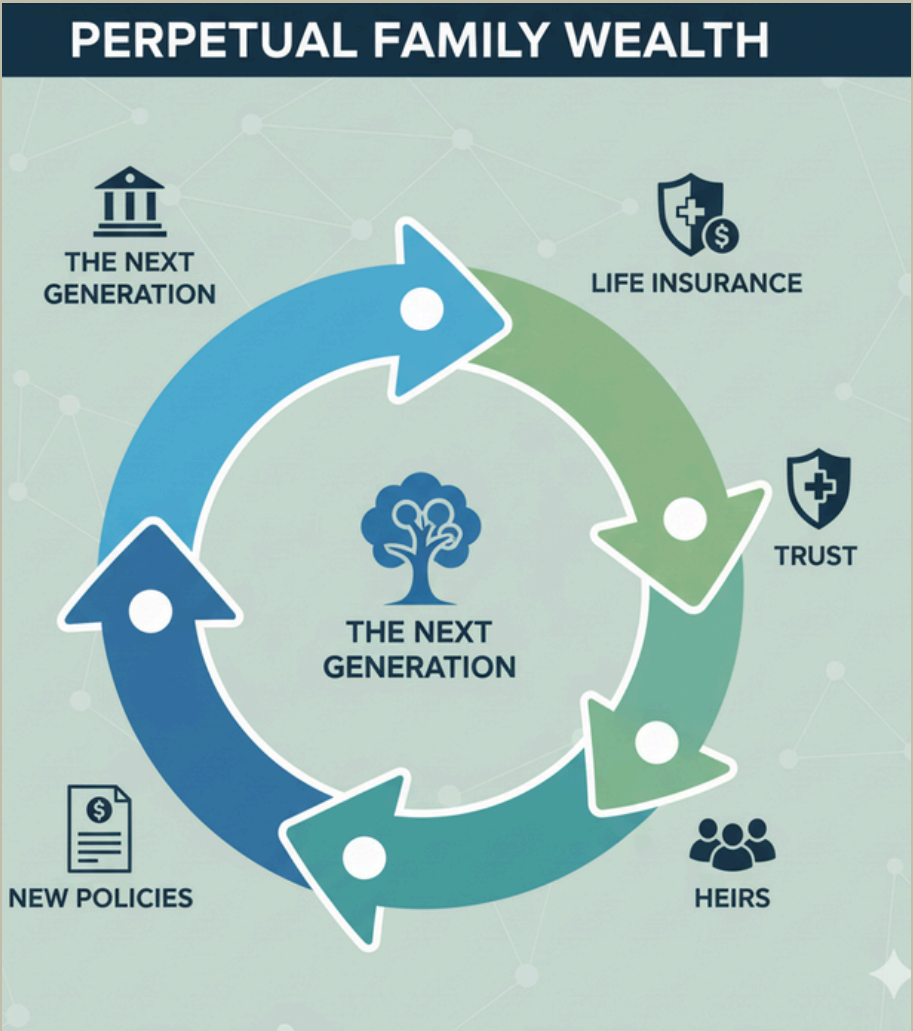 PERPETUAL FAMILY WEALTH
THE NEXT
GENERATION
$
LIFE INSURANCE
TRUST
THE NEXT
GENERATION
$
NEW POLICIES
HEIRS